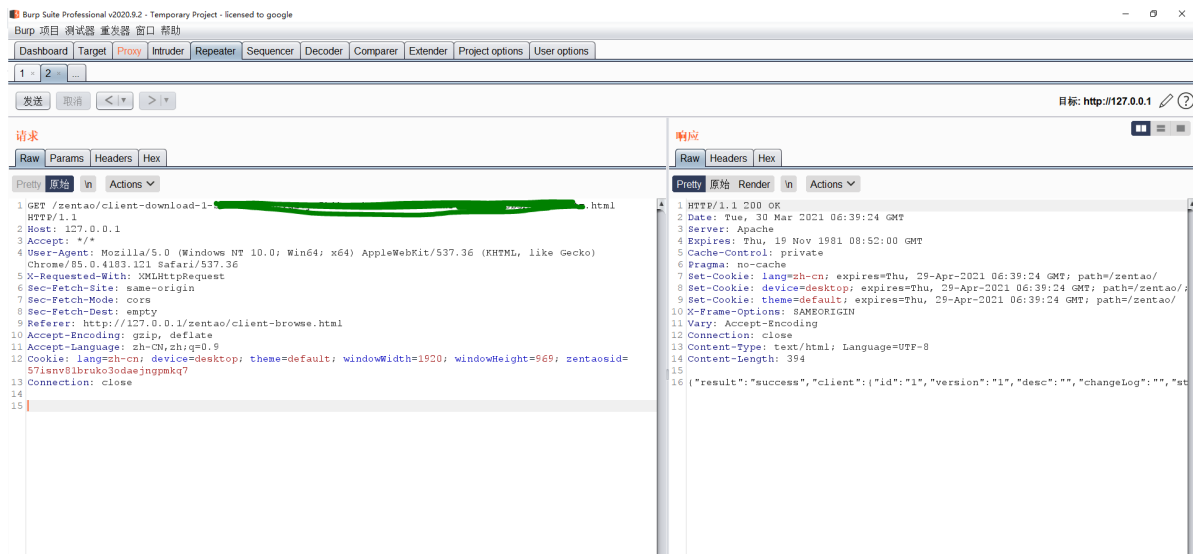 Burp Suite Professional v2020.9.2 - Temporary Project - licensed to google
Burp 项目 测试器 重发器 窗口 帮助
Dashboard Target Proxy Intruder Repeater Sequencer Decoder Comparer Extender Project options User options
1 × 2 × ...
发送 取消 < > 目标: http://127.0.0.1
请求
Raw Params Headers Hex
Pretty 原始 \n Actions
1 GET /zentao/client-download-1- .html
HTTP/1.1
2 Host: 127.0.0.1
3 Accept: */*
4 User-Agent: Mozilla/5.0 (Windows NT 10.0; Win64; x64) AppleWebKit/537.36 (KHTML, like Gecko)
Chrome/85.0.4183.121 Safari/537.36
5 X-Requested-With: XMLHttpRequest
6 Sec-Fetch-Site: same-origin
7 Sec-Fetch-Mode: cors
8 Sec-Fetch-Dest: empty
9 Referer: http://127.0.0.1/zentao/client-browse.html
10 Accept-Encoding: gzip, deflate
11 Accept-Language: zh-CN,zh;q=0.9
12 Cookie: lang=zh-cn; device=desktop; theme=default; windowWidth=1920; windowHeight=969; zentaosid=
57isnv81bruko3odaejngpmkq7
13 Connection: close
14
15
响应
Raw Headers Hex
Pretty 原始 Render \n Actions
1 HTTP/1.1 200 OK
2 Date: Tue, 30 Mar 2021 06:39:24 GMT
3 Server: Apache
4 Expires: Thu, 19 Nov 1981 08:52:00 GMT
5 Cache-Control: private
6 Pragma: no-cache
7 Set-Cookie: lang=zh-cn; expires=Thu, 29-Apr-2021 06:39:24 GMT; path=/zentao/
8 Set-Cookie: device=desktop; expires=Thu, 29-Apr-2021 06:39:24 GMT; path=/zentao/;
9 Set-Cookie: theme=default; expires=Thu, 29-Apr-2021 06:39:24 GMT; path=/zentao/
10 X-Frame-Options: SAMEORIGIN
11 Vary: Accept-Encoding
12 Connection: close
13 Content-Type: text/html; Language=UTF-8
14 Content-Length: 394
15
16 {"result":"success","client":{"id":"1","version":"1","desc":"","changeLog":"","st